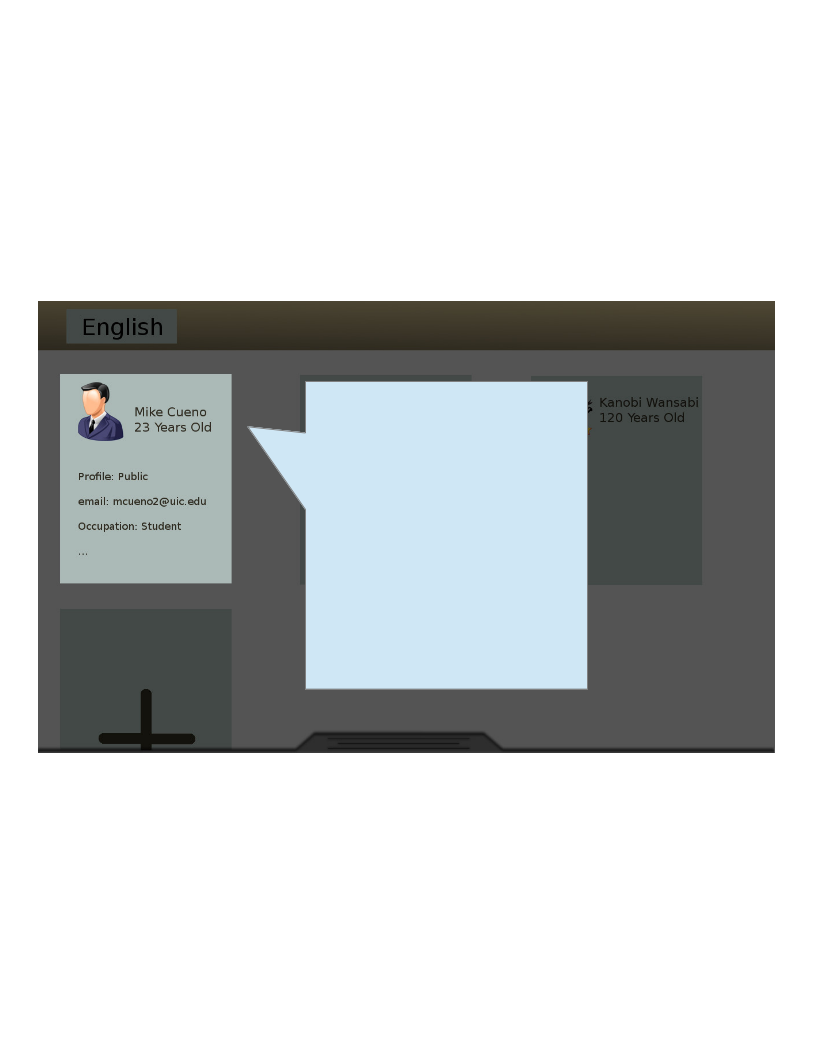 English
Mike Cueno
23 Years Old
Profile: Public
email: mcueno2@uic.edu
Occupation: Student
...
Kanobi Wansabi
120 Years Old